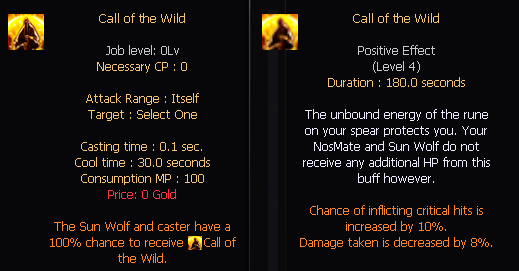 Call of the Wild
Job level: 0Lv
Necessary CP : 0
Attack Range : Itself
Target : Select One
Casting time : 0.1 sec.
Cool time : 30.0 seconds
Consumption MP : 100
Price: 0 Gold
The Sun Wolf and caster have a
100% chance to receive Call of
the Wild.
Call of the Wild
Positive Effect
(Level 4)
Duration : 180.0 seconds
The unbound energy of the rune
on your spear protects you. Your
NosMate and Sun Wolf do not
receive any additional HP from this
buff however.
Chance of inflicting critical hits is
increased by 10%.
Damage taken is decreased by 8%.